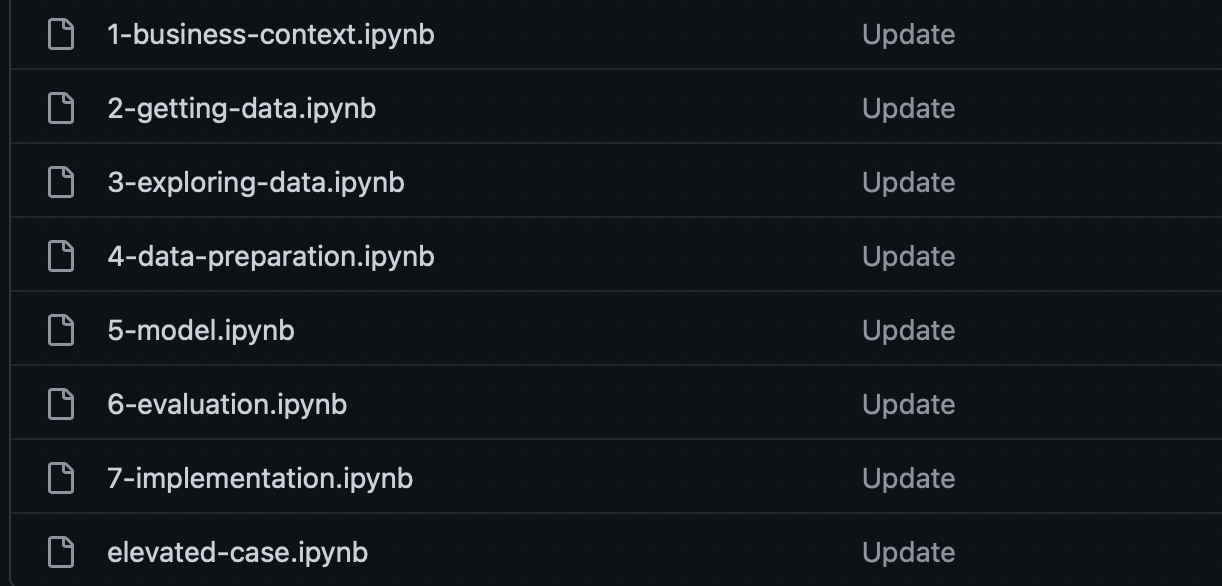 1-business-context.ipynb Update
2-getting-data.ipynb Update
3-exploring-data.ipynb Update
4-data-preparation.ipynb Update
5-model.ipynb Update
6-evaluation.ipynb Update
7-implementation.ipynb Update
elevated-case.ipynb Update